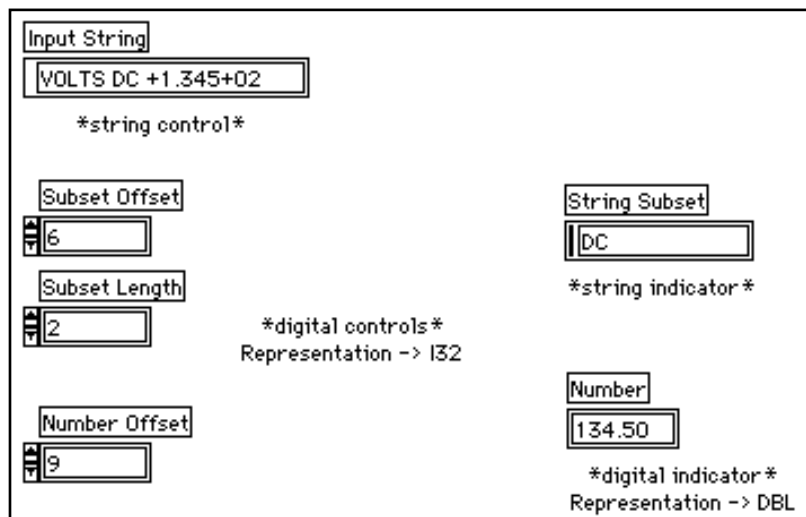 Input String
VOLTS DC +1.345+02
*string control*
Subset Offset
6
String Subset
DC
Subset Length
2
*string indicator*
*digital controls*
Representation -> I32
Number
134.50
Number Offset
9
*digital indicator*
Representation -> DBL